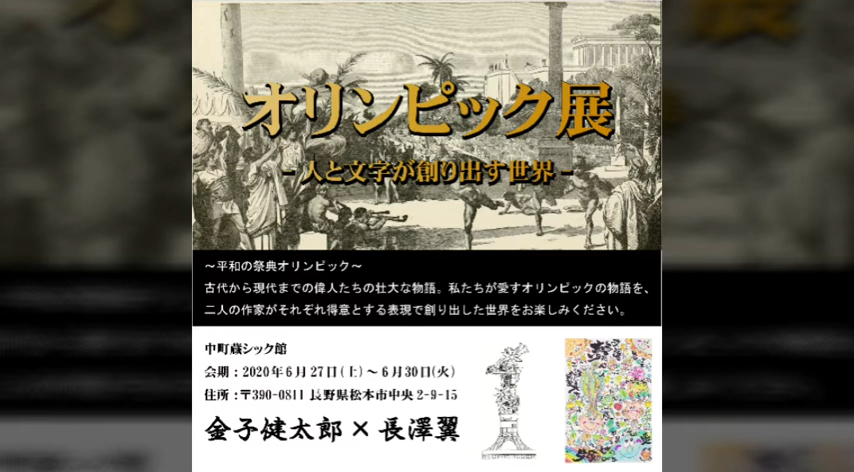 オリンピック展
- 人と文字が創り出す世界 -
～平和の祭典オリンピック～
古代から現代までの偉人たちの壮大な物語。私たちが愛すオリンピックの物語を、
二人の作家がそれぞれ得意とする表現で創り出した世界をお楽しみください。
中町蔵シック館
会期：2020年6月27日(土)～6月30日(火)
住所：〒390-0811 長野県松本市中央2-9-15
金子健太郎 × 長澤翼